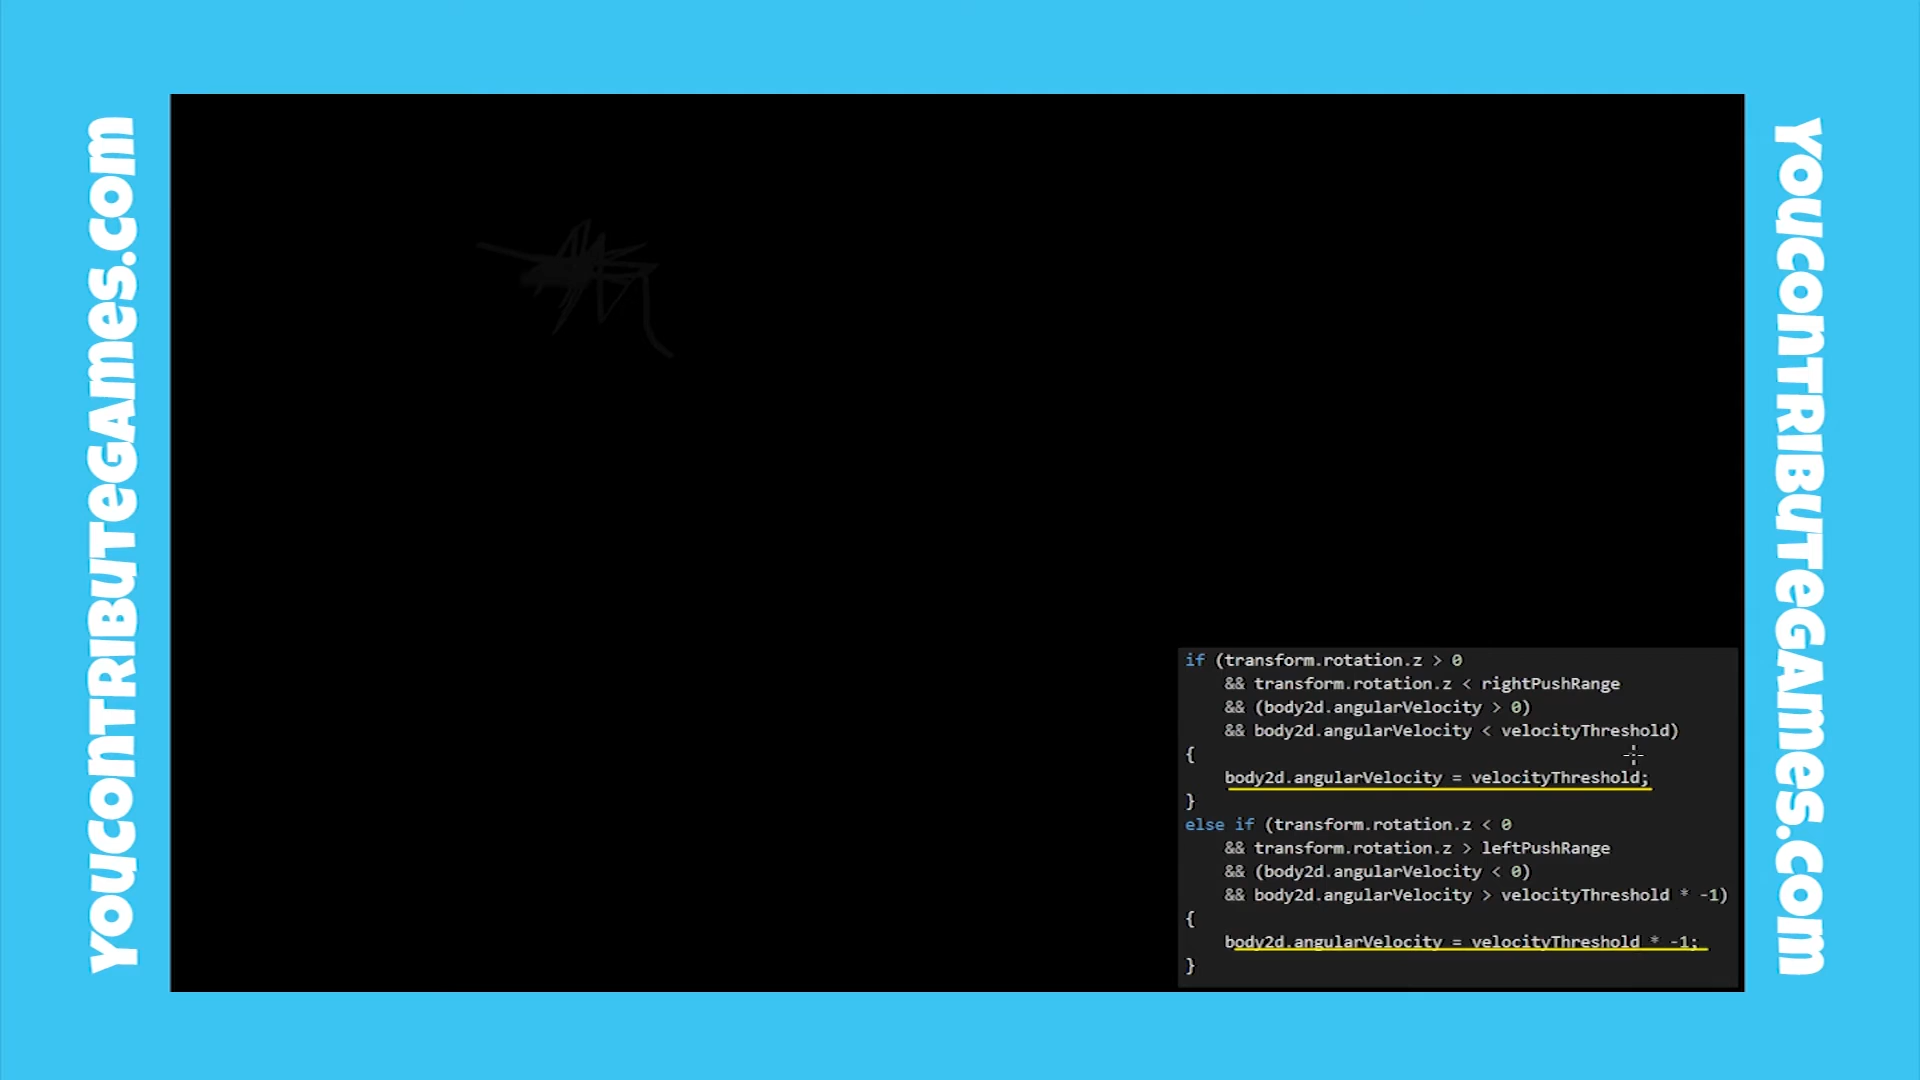 YouContributeGames.com
if (transform.rotation.z > 0
&& transform.rotation.z < rightPushRange
&& (body2d.angularVelocity > 0)
&& body2d.angularVelocity < velocityThreshold)
{
body2d.angularVelocity = velocityThreshold;
}
else if (transform.rotation.z < 0
&& transform.rotation.z > leftPushRange
&& (body2d.angularVelocity < 0)
&& body2d.angularVelocity > velocityThreshold * -1)
{
body2d.angularVelocity = velocityThreshold * -1;
}
YouContributeGames.com